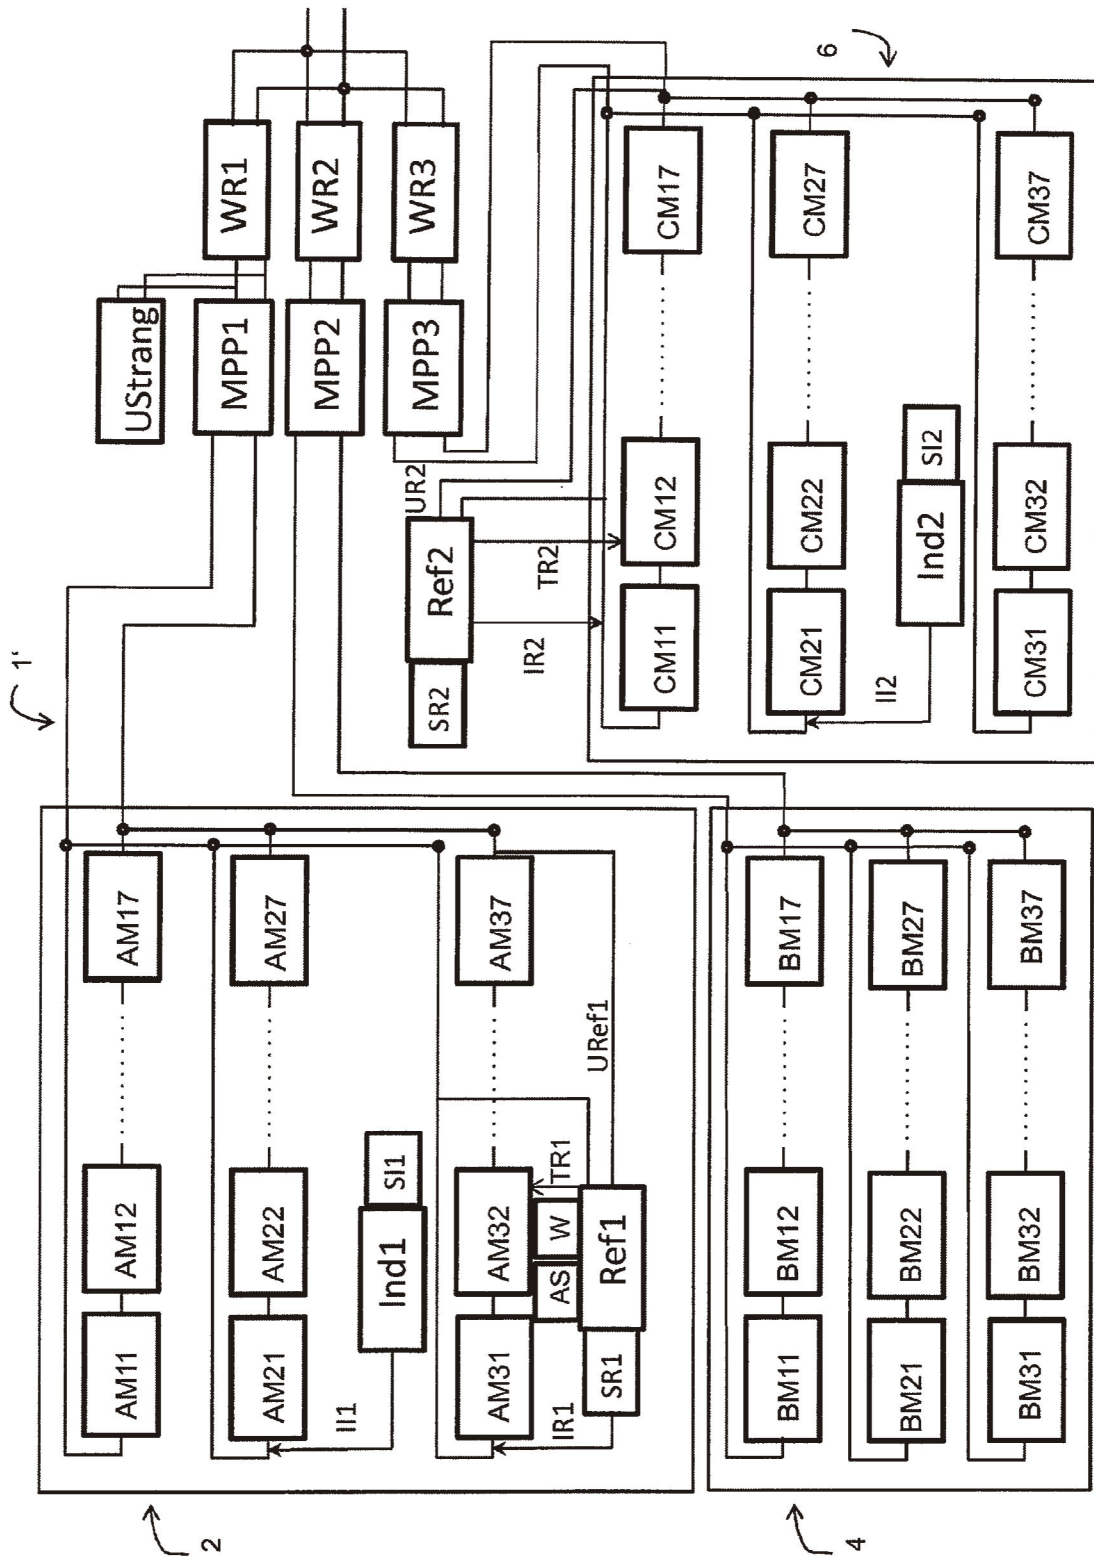 1'
2
AM11
AM12
AM17
AM21
AM22
AM27
II1
Ind1
SI1
AM31
AM32
AM37
IR1
AS
W
TR1
SR1
Ref1
URef1
4
BM11
BM12
BM17
BM21
BM22
BM27
BM31
BM32
BM37
UStrang
MPP1
WR1
MPP2
WR2
MPP3
WR3
SR2
Ref2
UR2
IR2
TR2
6
CM11
CM12
CM17
CM21
CM22
CM27
II2
Ind2
SI2
CM31
CM32
CM37